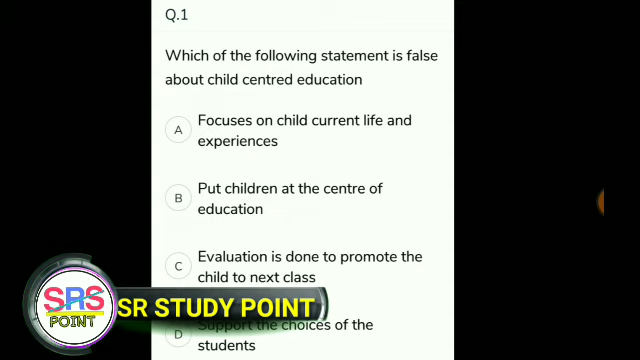 Q.1
Which of the following statement is false
about child centred education
A
Focuses on child current life and
experiences
B
Put children at the centre of
education
C
Evaluation is done to promote the
child to next class
D
Support the choices of the
students
SRS
POINT
SR STUDY POINT